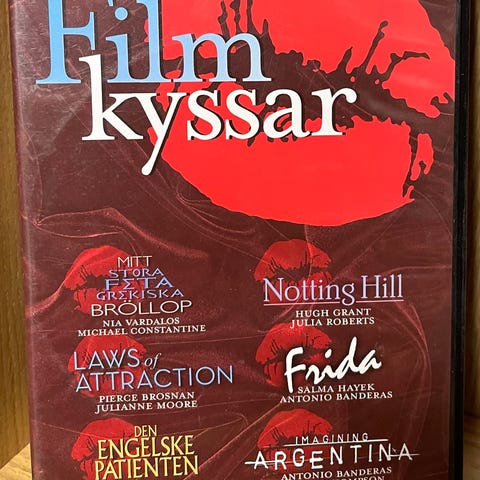 Film
kyssar
MITT
STORA
FETA
GREKISKA
BRÖLLOP
NIA VARDALOS
MICHAEL CONSTANTINE
Notting Hill
HUGH GRANT
JULIA ROBERTS
LAWS of
ATTRACTION
PIERCE BROSNAN
JULIANNE MOORE
Frida
SALMA HAYEK
ANTONIO BANDERAS
DEN
ENGELSKE
PATIENTEN
IMAGINING
ARGENTINA
ANTONIO BANDERAS